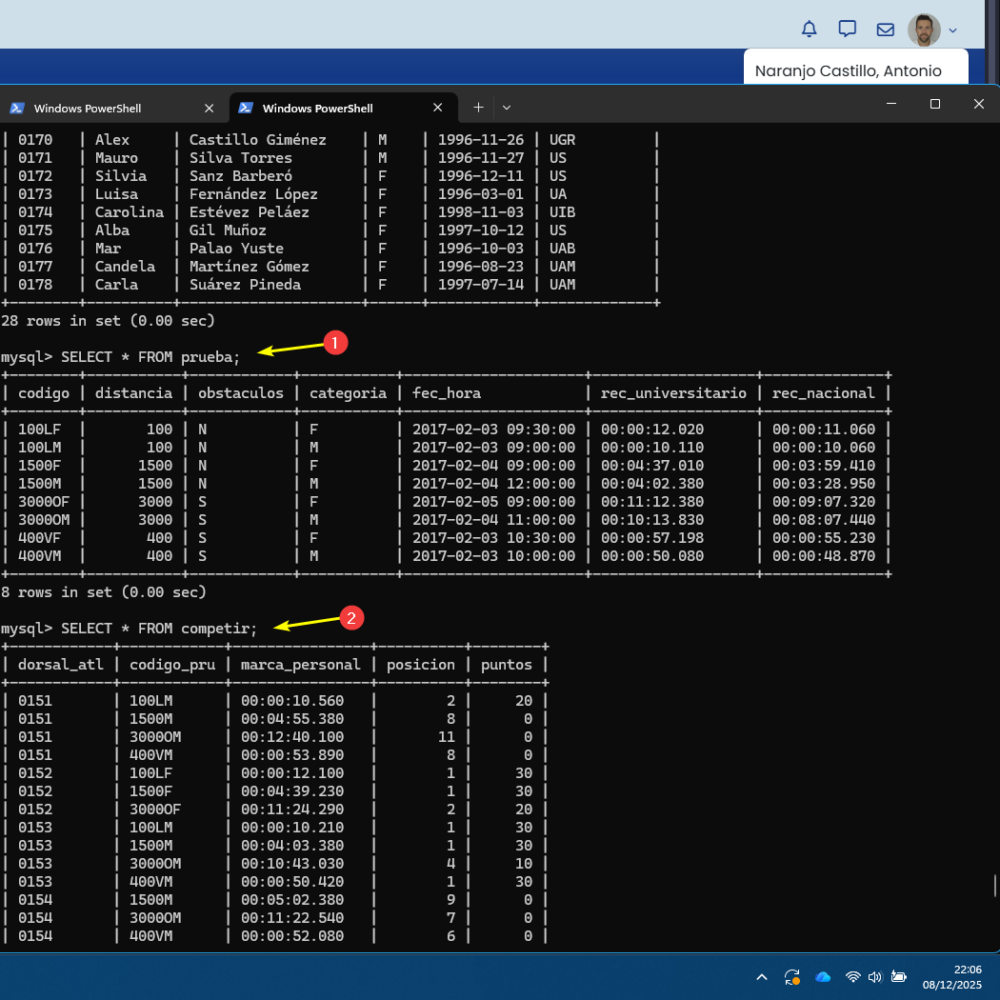 Naranjo Castillo, Antonio
Windows PowerShell
Windows PowerShell
| 0170 | Alex | Castillo Giménez | M | 1996-11-26 | UGR |
| 0171 | Mauro | Silva Torres | M | 1996-11-27 | US |
| 0172 | Silvia | Sanz Barberó | F | 1996-12-11 | US |
| 0173 | Luisa | Fernández López | F | 1996-03-01 | UA |
| 0174 | Carolina | Estévez Peláez | F | 1998-11-03 | UIB |
| 0175 | Alba | Gil Muñoz | F | 1997-10-12 | US |
| 0176 | Mar | Palao Yuste | F | 1996-10-03 | UAB |
| 0177 | Candela | Martínez Gómez | F | 1996-08-23 | UAM |
| 0178 | Carla | Suárez Pineda | F | 1997-07-14 | UAM |
28 rows in set (0.00 sec)
1
mysql> SELECT * FROM prueba;
| codigo | distancia | obstaculos | categoria | fec_hora | rec_universitario | rec_nacional |
| 100LF | 100 | N | F | 2017-02-03 09:30:00 | 00:00:12.020 | 00:00:11.060 |
| 100LM | 100 | N | M | 2017-02-03 09:00:00 | 00:00:10.110 | 00:00:10.060 |
| 1500F | 1500 | N | F | 2017-02-04 09:00:00 | 00:04:37.010 | 00:03:59.410 |
| 1500M | 1500 | N | M | 2017-02-04 12:00:00 | 00:04:02.380 | 00:03:28.950 |
| 3000OF | 3000 | S | F | 2017-02-05 09:00:00 | 00:11:12.380 | 00:09:07.320 |
| 3000OM | 3000 | S | M | 2017-02-04 11:00:00 | 00:10:13.830 | 00:08:07.440 |
| 400VF | 400 | S | F | 2017-02-03 10:30:00 | 00:00:57.198 | 00:00:55.230 |
| 400VM | 400 | S | M | 2017-02-03 10:00:00 | 00:00:50.080 | 00:00:48.870 |
8 rows in set (0.00 sec)
2
mysql> SELECT * FROM competir;
| dorsal_atl | codigo_pru | marca_personal | posicion | puntos |
| 0151 | 100LM | 00:00:10.560 | 2 | 20 |
| 0151 | 1500M | 00:04:55.380 | 8 | 0 |
| 0151 | 3000OM | 00:12:40.100 | 11 | 0 |
| 0151 | 400VM | 00:00:53.890 | 8 | 0 |
| 0152 | 100LF | 00:00:12.100 | 1 | 30 |
| 0152 | 1500F | 00:04:39.230 | 1 | 30 |
| 0152 | 3000OF | 00:11:24.290 | 2 | 20 |
| 0153 | 100LM | 00:00:10.210 | 1 | 30 |
| 0153 | 1500M | 00:04:03.380 | 1 | 30 |
| 0153 | 3000OM | 00:10:43.030 | 4 | 10 |
| 0153 | 400VM | 00:00:50.420 | 1 | 30 |
| 0154 | 1500M | 00:05:02.380 | 9 | 0 |
| 0154 | 3000OM | 00:11:22.540 | 7 | 0 |
| 0154 | 400VM | 00:00:52.080 | 6 | 0 |
22:06
08/12/2025